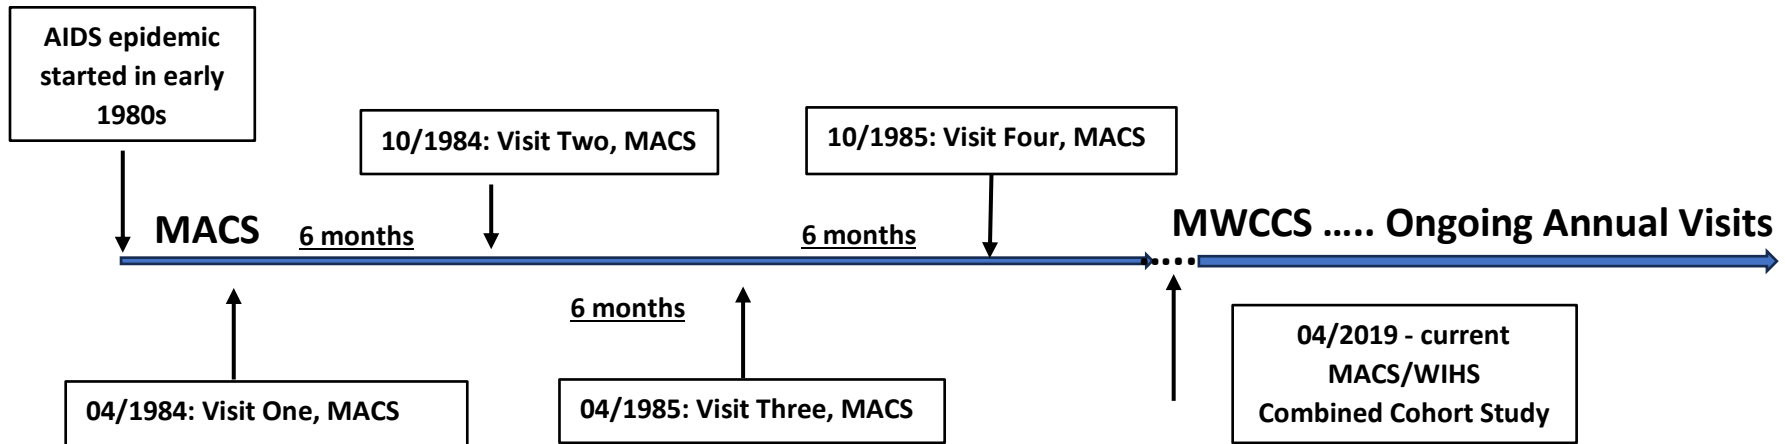 AIDS epidemic
started in early
1980s
10/1984: Visit Two, MACS
10/1985: Visit Four, MACS
MACS
6 months
6 months
MWCCS ..... Ongoing Annual Visits
6 months
04/1984: Visit One, MACS
04/1985: Visit Three, MACS
04/2019 - current
MACS/WIHS
Combined Cohort Study